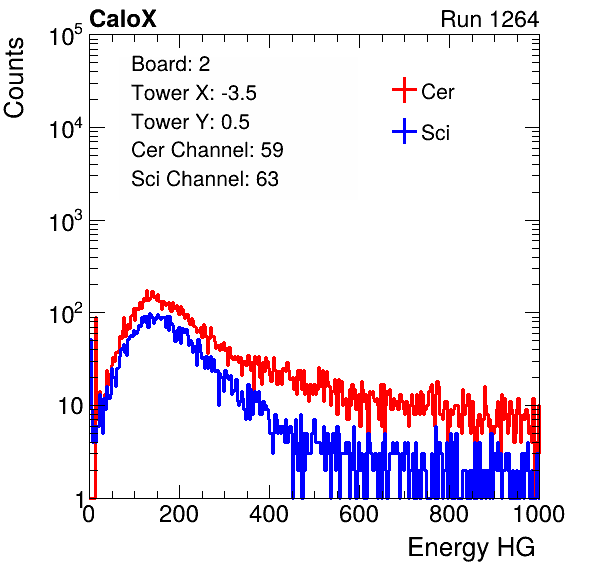 CaloX Run 1264
Counts
Board: 2
Tower X: -3.5
Tower Y: 0.5
Cer Channel: 59
Sci Channel: 63
Cer
Sci
10^5
10^4
10^3
10^2
10
1
0 200 400 600 800 1000
Energy HG